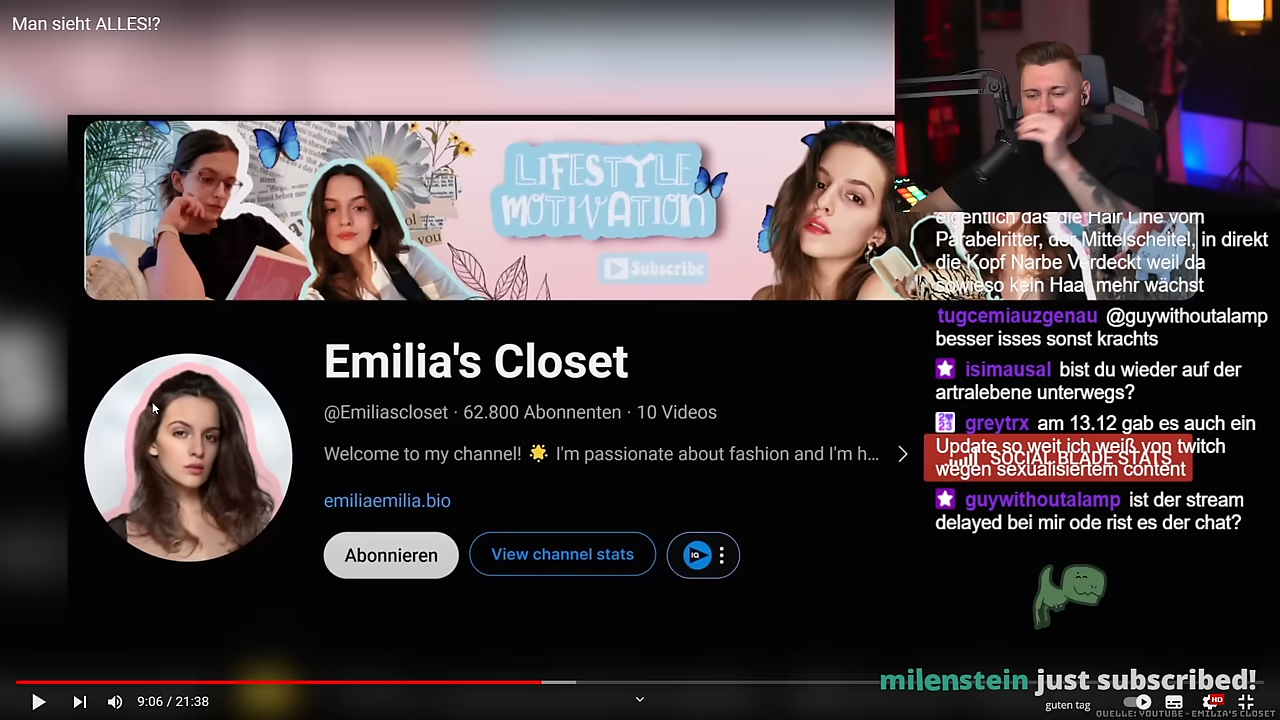 Man sieht ALLES!?
LIFESTYLE
MOTIVATION
Subscribe
you
Emilia's Closet
@Emiliascloset · 62.800 Abonnenten · 10 Videos
Welcome to my channel! 🌟 I'm passionate about fashion and I'm h...
emiliaemilia.bio
Abonnieren
View channel stats
IQ
SOCIAL BLADE STATS
eigentlich das die Hair Line vom
Parabelritter, der Mittelscheitel, in direkt
die Kopf Narbe Verdeckt weil da
sowieso kein Haar mehr wächst
tugcemiauzgenau @guywithoutalamp
besser isses sonst krachts
isimausal bist du wieder auf der
artralebene unterwegs?
greytrx am 13.12 gab es auch ein
Update so weit ich weiß von twitch
wegen sexualisiertem content
guywithoutalamp ist der stream
delayed bei mir ode rist es der chat?
milenstein just subscribed!
guten tag
9:06 / 21:38
HD
QUELLE: YOUTUBE - EMILIA'S CLOSET